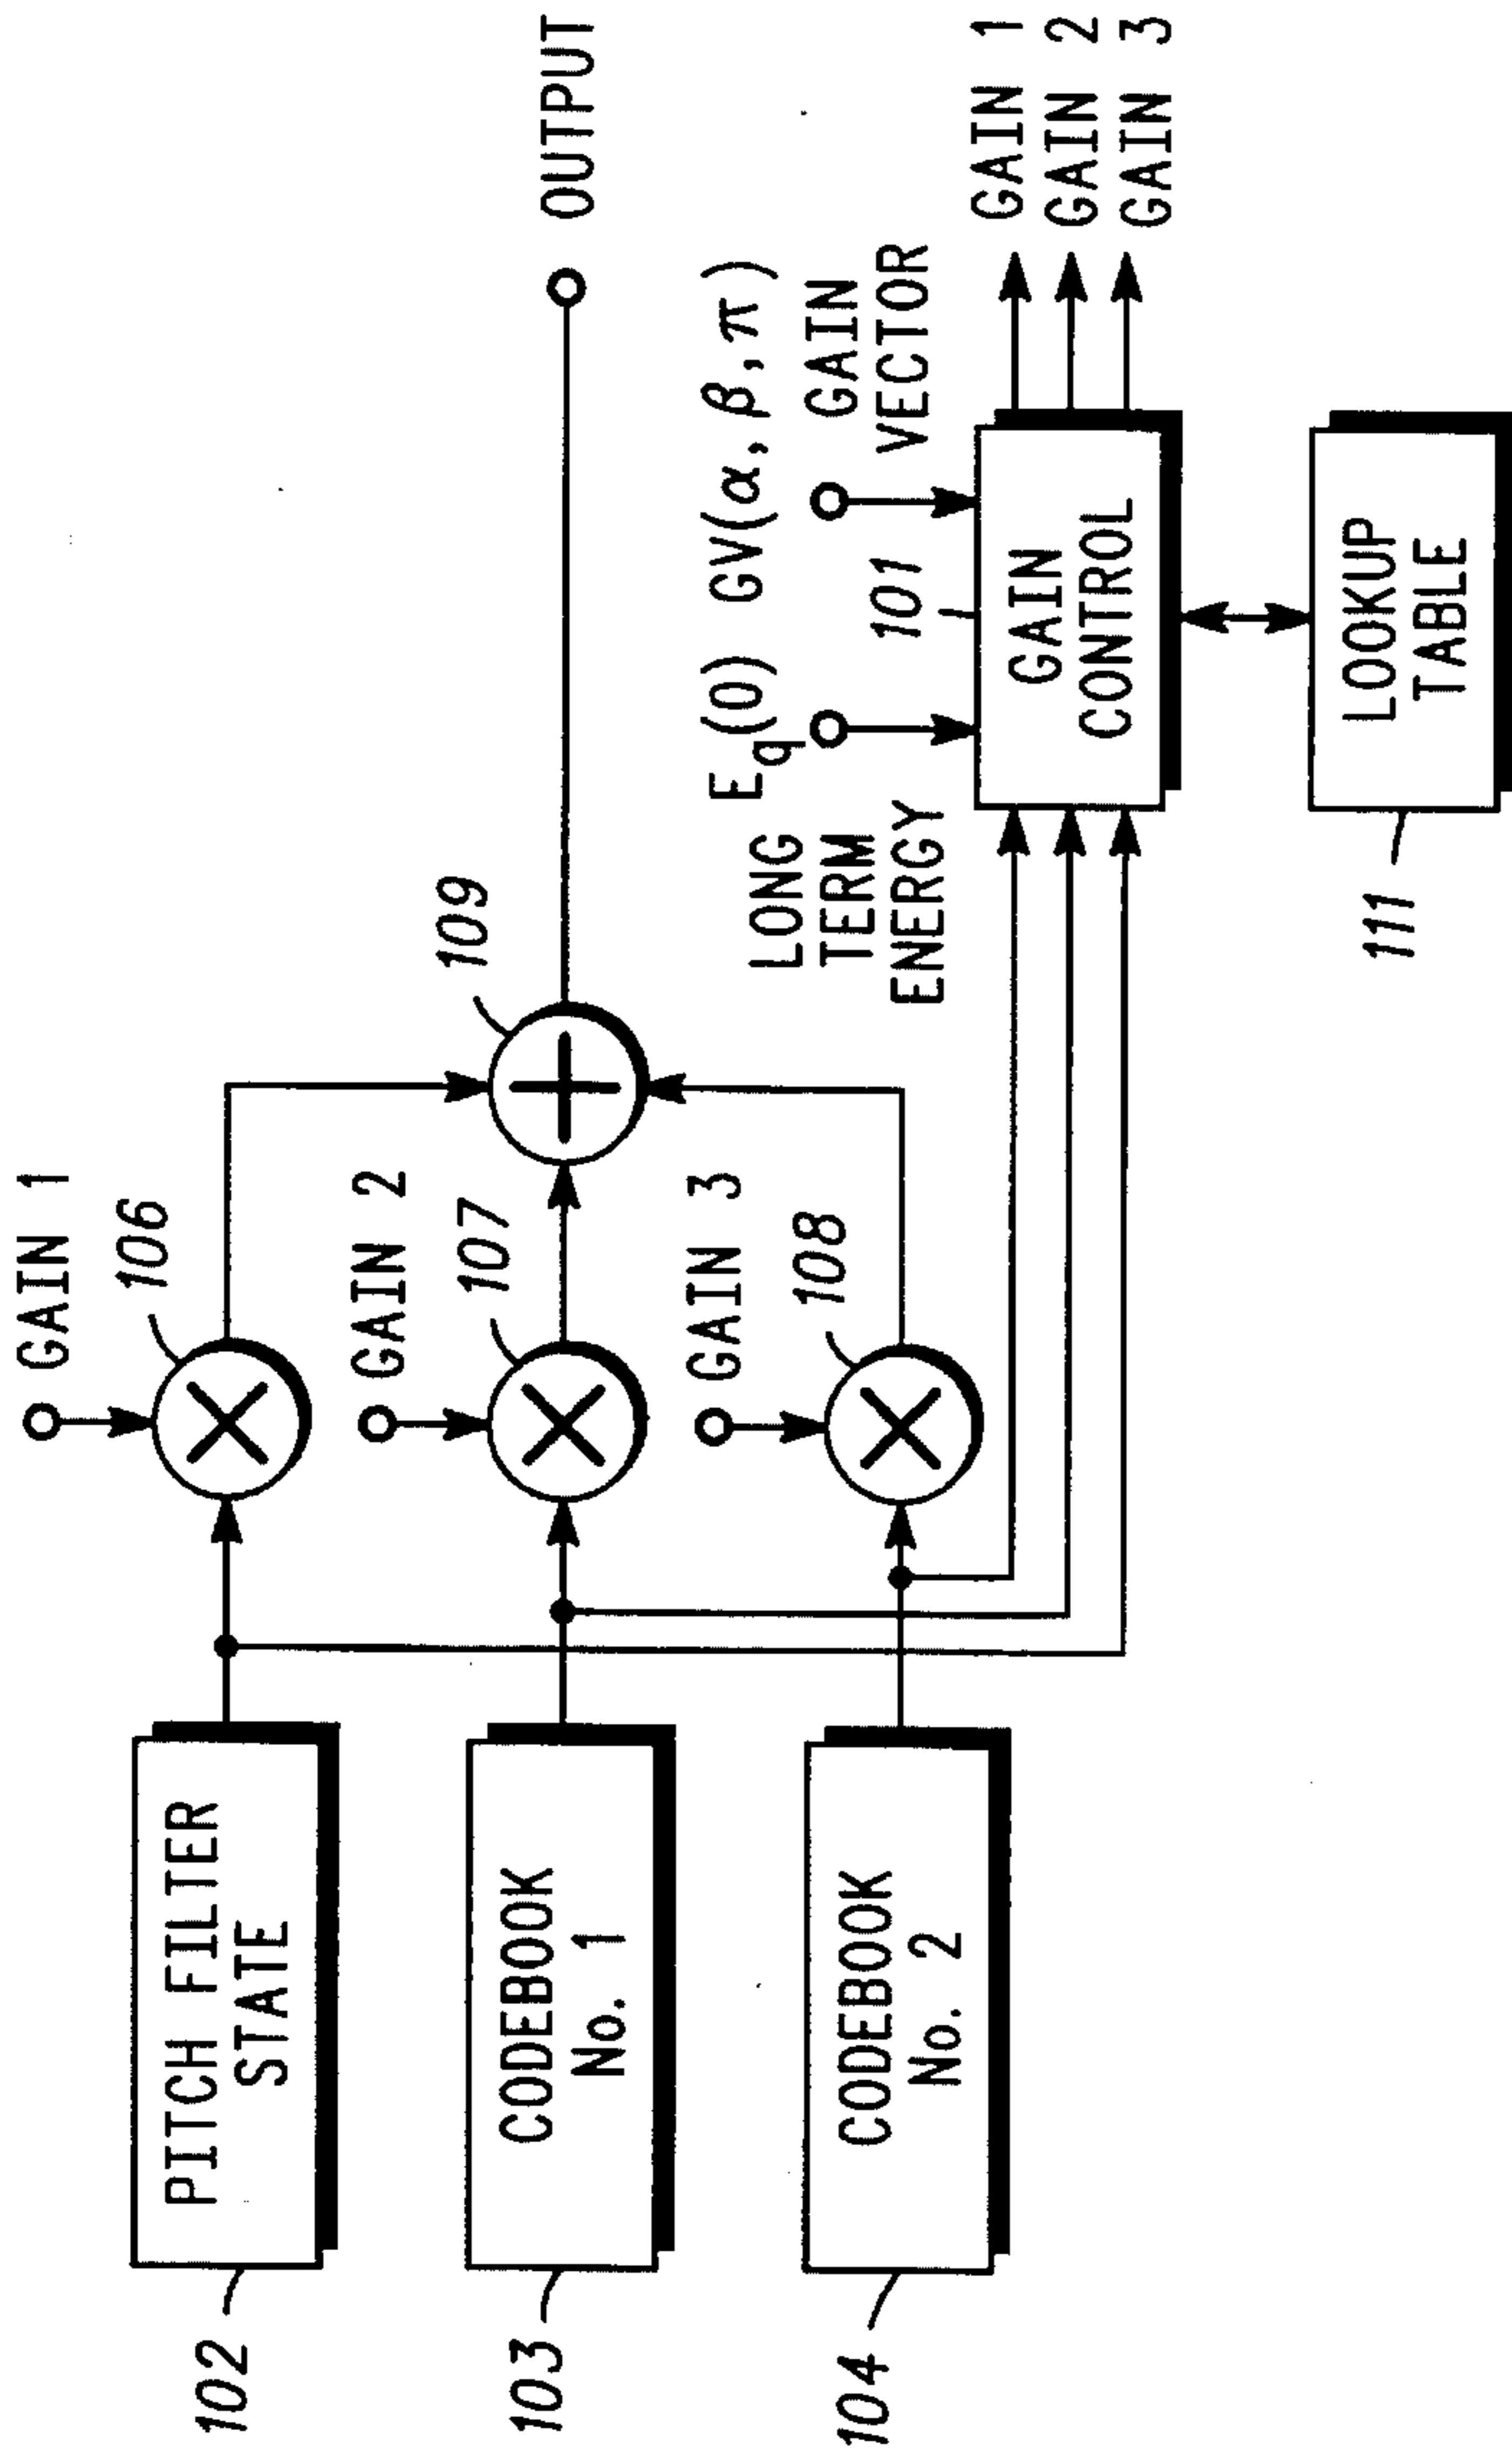 GAIN 1
106
102
PITCH FILTER
STATE
109
OUTPUT
GAIN 2
107
103
CODEBOOK
No. 1
GAIN 3
108
104
CODEBOOK
No. 2
Eq(0) GV(α, β, π)
LONG
TERM
ENERGY
GAIN
VECTOR
101
GAIN
CONTROL
GAIN 1
GAIN 2
GAIN 3
111
LOOKUP
TABLE